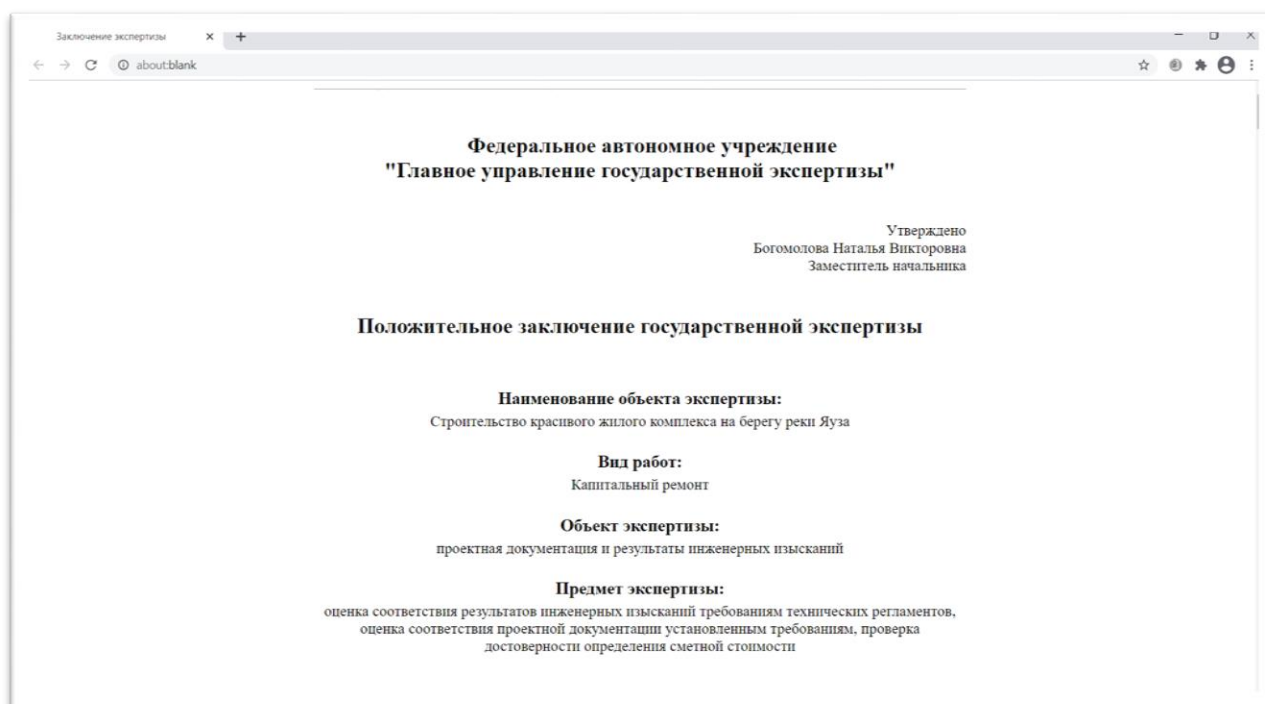 Заключение экспертизы
about:blank
Федеральное автономное учреждение
"Главное управление государственной экспертизы"
Утверждено
Богомолова Наталья Викторовна
Заместитель начальника
Положительное заключение государственной экспертизы
Наименование объекта экспертизы:
Строительство красивого жилого комплекса на берегу реки Яуза
Вид работ:
Капитальный ремонт
Объект экспертизы:
проектная документация и результаты инженерных изысканий
Предмет экспертизы:
оценка соответствия результатов инженерных изысканий требованиям технических регламентов,
оценка соответствия проектной документации установленным требованиям, проверка
достоверности определения сметной стоимости